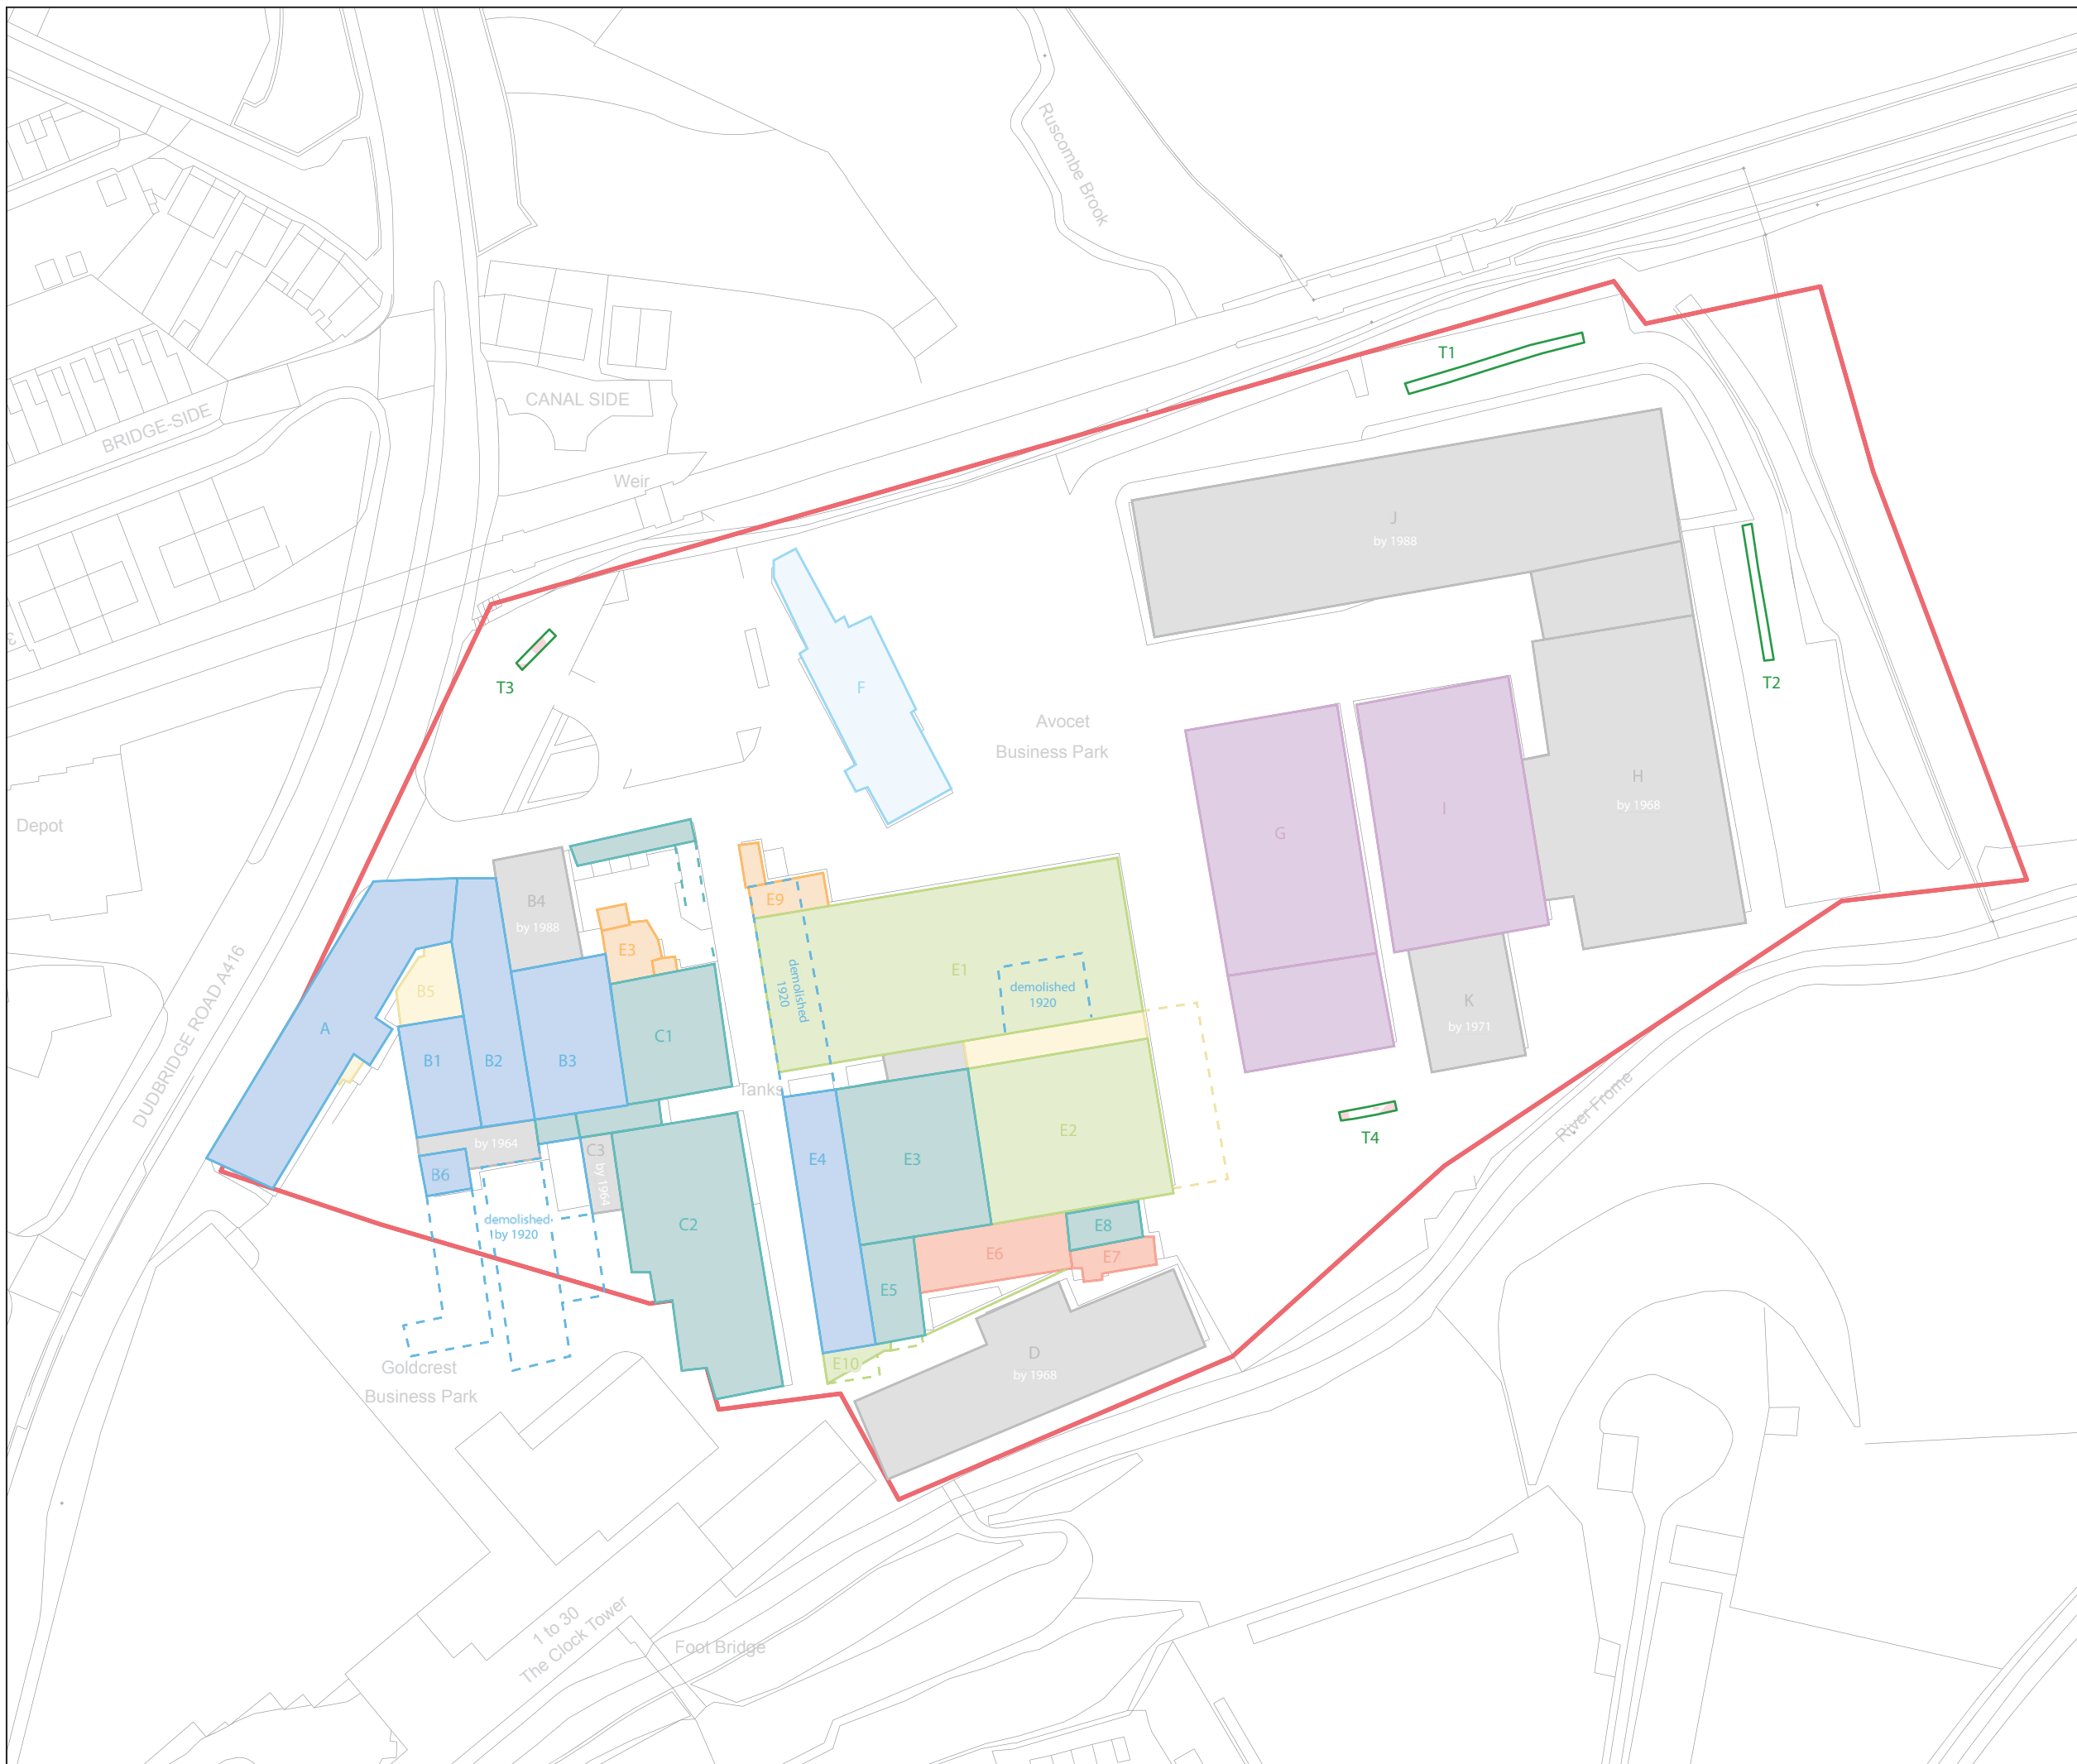 Ruscombe Brook
T1
CANAL SIDE
BRIDGE-SIDE
Weir
J
by 1988
T3
F
T2
Avocet
Business Park
H
by 1968
Depot
G
I
B4
by 1988
E9
E3
E1
demolished
1920
demolished
1920
B5
K
by 1971
A
DUDBRIDGE ROAD A416
B1
B2
B3
C1
Tanks
River Frome
T4
by 1964
C3
by 1964
B6
E4
E3
E2
demolished
by 1920
C2
E8
E6
E7
E5
E10
D
by 1968
Goldcrest
Business Park
1 to 30
The Clock Tower
Foot Bridge